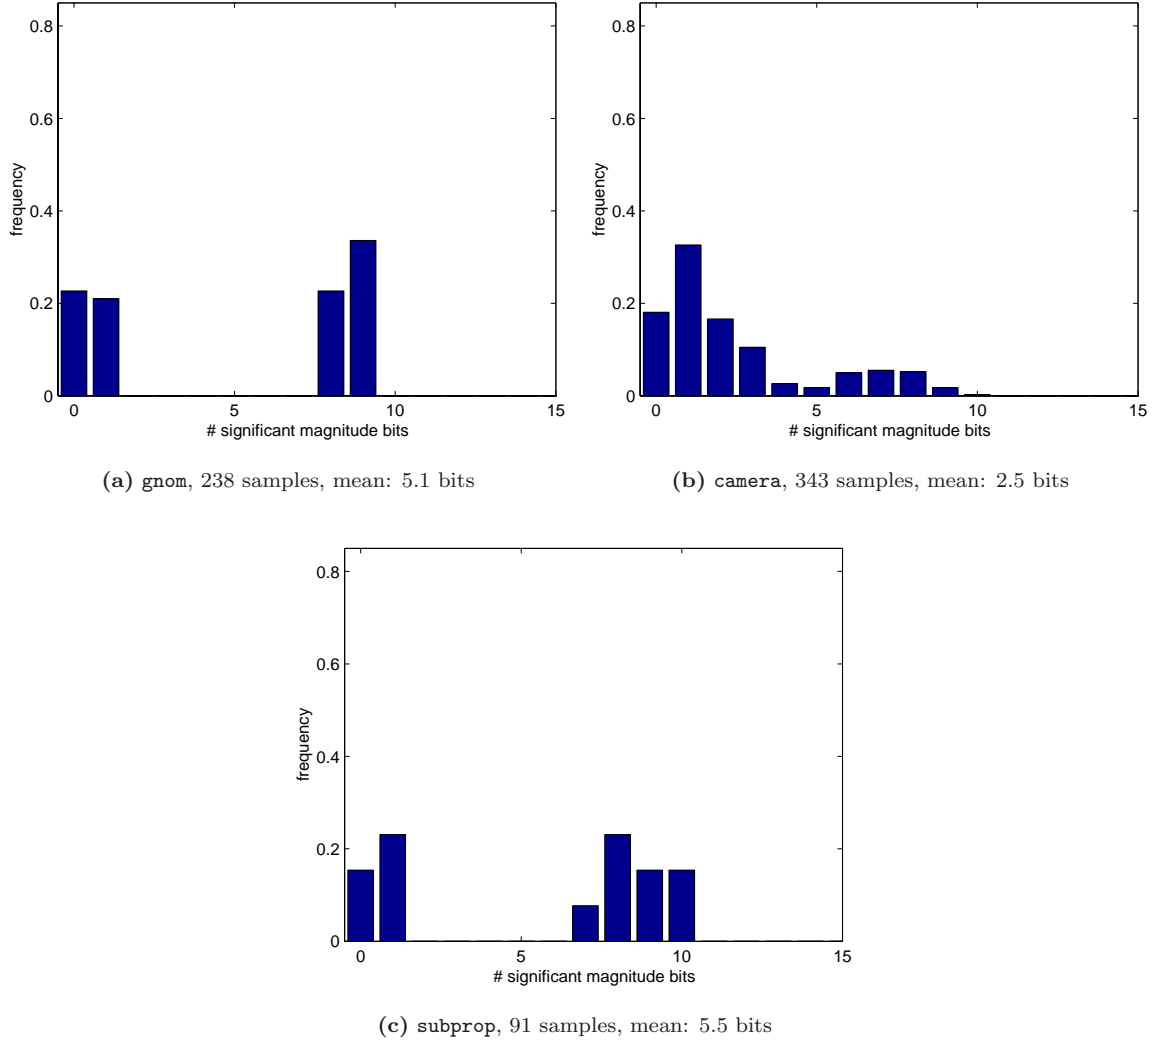 0.8
0.6
0.4
0.2
0
frequency
0 5 10 15
# significant magnitude bits
(a) gnom, 238 samples, mean: 5.1 bits
0.8
0.6
0.4
0.2
0
frequency
0 5 10 15
# significant magnitude bits
(b) camera, 343 samples, mean: 2.5 bits
0.8
0.6
0.4
0.2
0
frequency
0 5 10 15
# significant magnitude bits
(c) subprop, 91 samples, mean: 5.5 bits